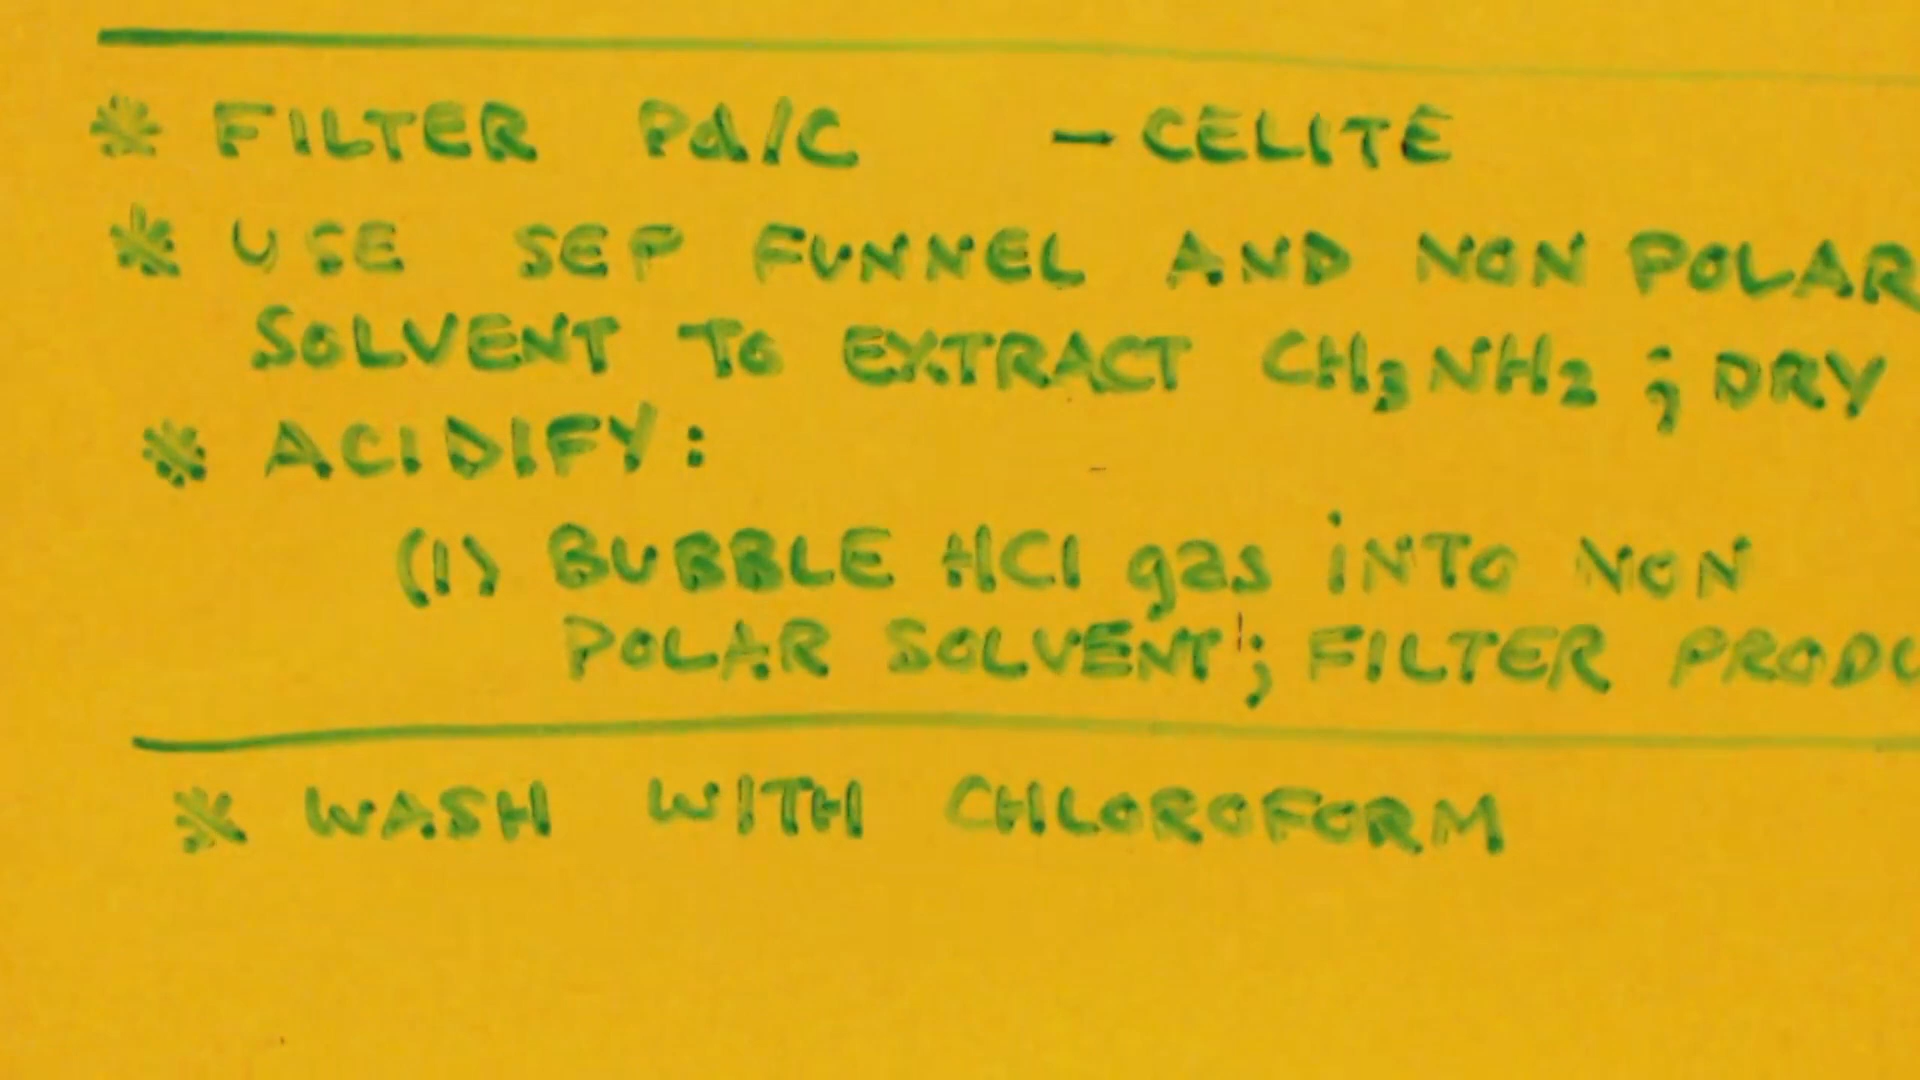 * FILTER Pd/C - CELITE
* USE SEP FUNNEL AND NON POLAR
SOLVENT TO EXTRACT CH3NH2 ; DRY
* ACIDIFY:
(1) BUBBLE HCl gas iNTO NON
POLAR SOLVENT ; FILTER PRODU
* WASH WITH CHLOROFORM